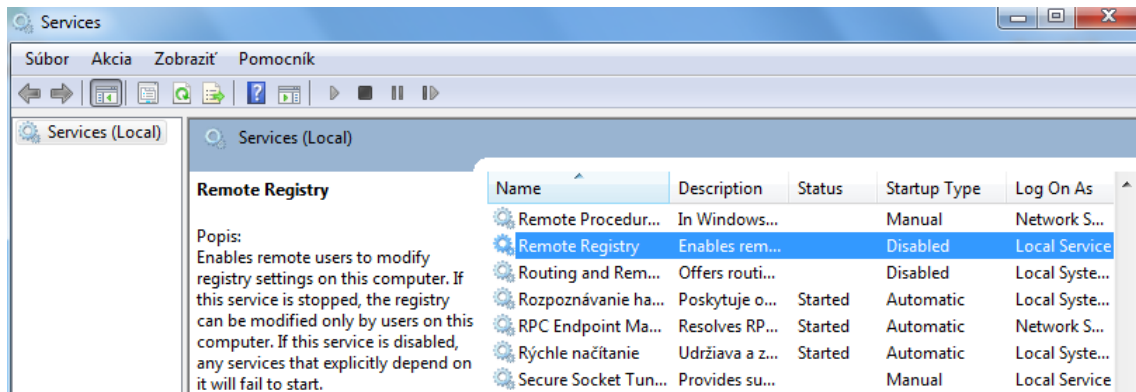 Services
Súbor Akcia Zobraziť Pomocník
Services (Local)
Services (Local)
Remote Registry
Popis:
Enables remote users to modify
registry settings on this computer. If
this service is stopped, the registry
can be modified only by users on this
computer. If this service is disabled,
any services that explicitly depend on
it will fail to start.
Name Description Status Startup Type Log On As
Remote Procedur... In Windows... Manual Network S...
Remote Registry Enables rem... Disabled Local Service
Routing and Rem... Offers routi... Disabled Local Syste...
Rozpoznávanie ha... Poskytuje o... Started Automatic Local Syste...
RPC Endpoint Ma... Resolves RP... Started Automatic Network S...
Rýchle načítanie Udržiava a z... Started Automatic Local Syste...
Secure Socket Tun... Provides su... Manual Local Service